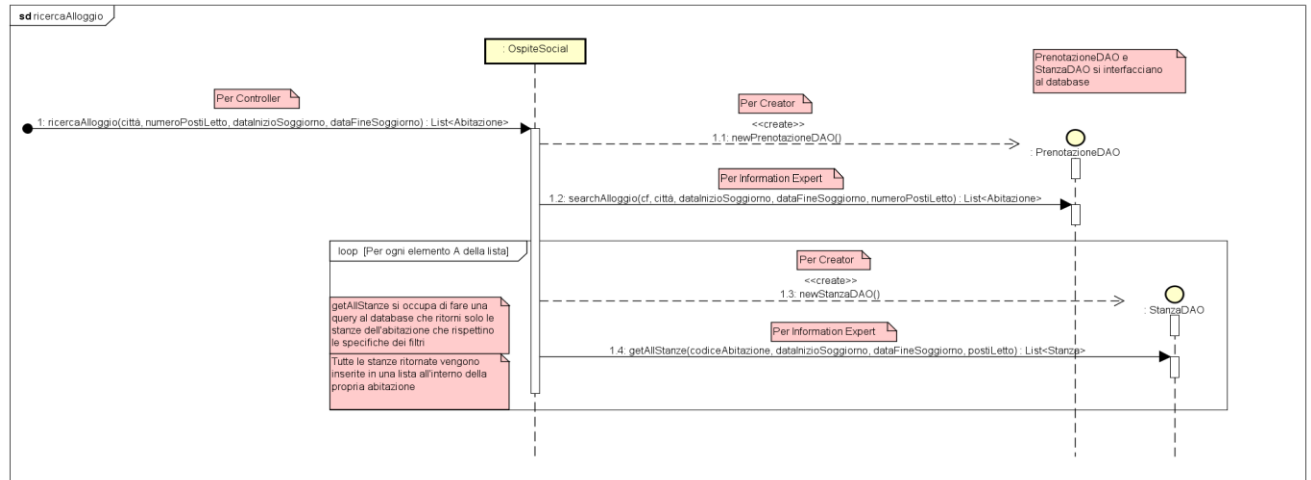 sd ricercaAlloggio
: OspiteSocial
PrenotazioneDAO e
StanzaDAO si interfacciano
al database
Per Controller
Per Creator
1: ricercaAlloggio(città, numeroPostiLetto, dataInizioSoggiorno, dataFineSoggiorno) : List<Abitazione>
<<create>>
1.1: newPrenotazioneDAO()
: PrenotazioneDAO
Per Information Expert
1.2: searchAlloggio(cf, città, dataInizioSoggiorno, dataFineSoggiorno, numeroPostiLetto) : List<Abitazione>
loop [Per ogni elemento A della lista]
Per Creator
<<create>>
1.3: newStanzaDAO()
: StanzaDAO
getAllStanze si occupa di fare una
query al database che ritorni solo le
stanze dell'abitazione che rispettino
le specifiche dei filtri
Per Information Expert
1.4: getAllStanze(codiceAbitazione, dataInizioSoggiorno, dataFineSoggiorno, postiLetto) : List<Stanza>
Tutte le stanze ritornate vengono
inserite in una lista all'interno della
propria abitazione